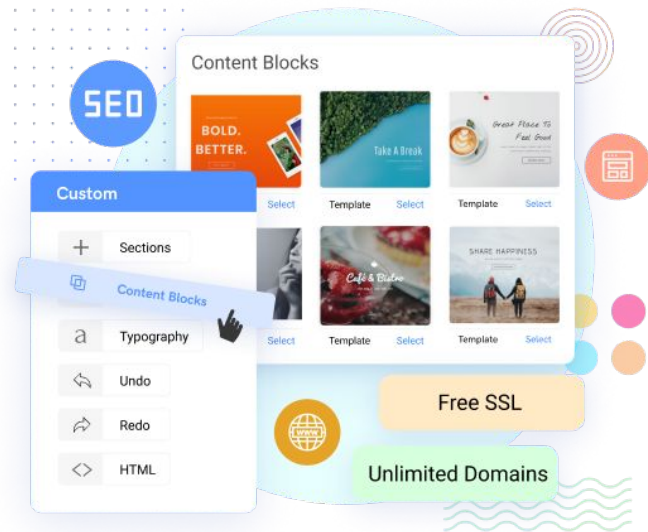 SEO
Content Blocks
BOLD.
BETTER.
Take A Break
Great Place To
Feel Good
Select
Template
Select
Template
Select
Custom
Sections
Content Blocks
Typography
Undo
Redo
HTML
Café & Bistro
SHARE HAPPINESS
Select
Template
Select
Template
Select
WWW
Free SSL
Unlimited Domains